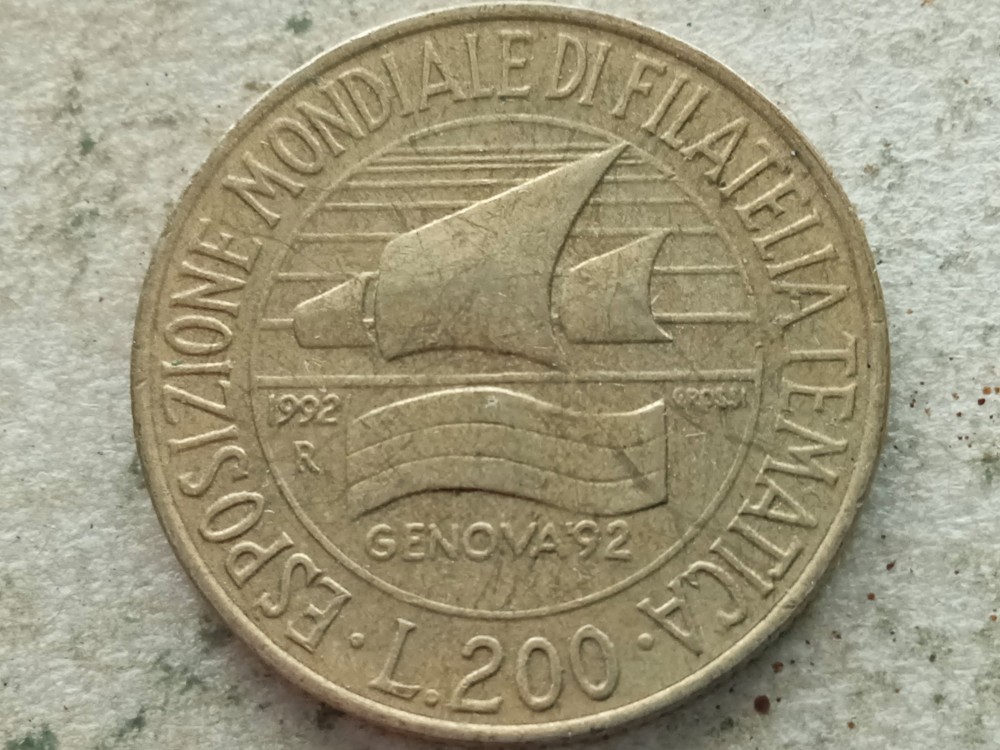 ESPOSIZIONE MONDIALE DI FILATELIA TEMATICA
1992
R
GROSSI
GENOVA '92
· L.200 ·